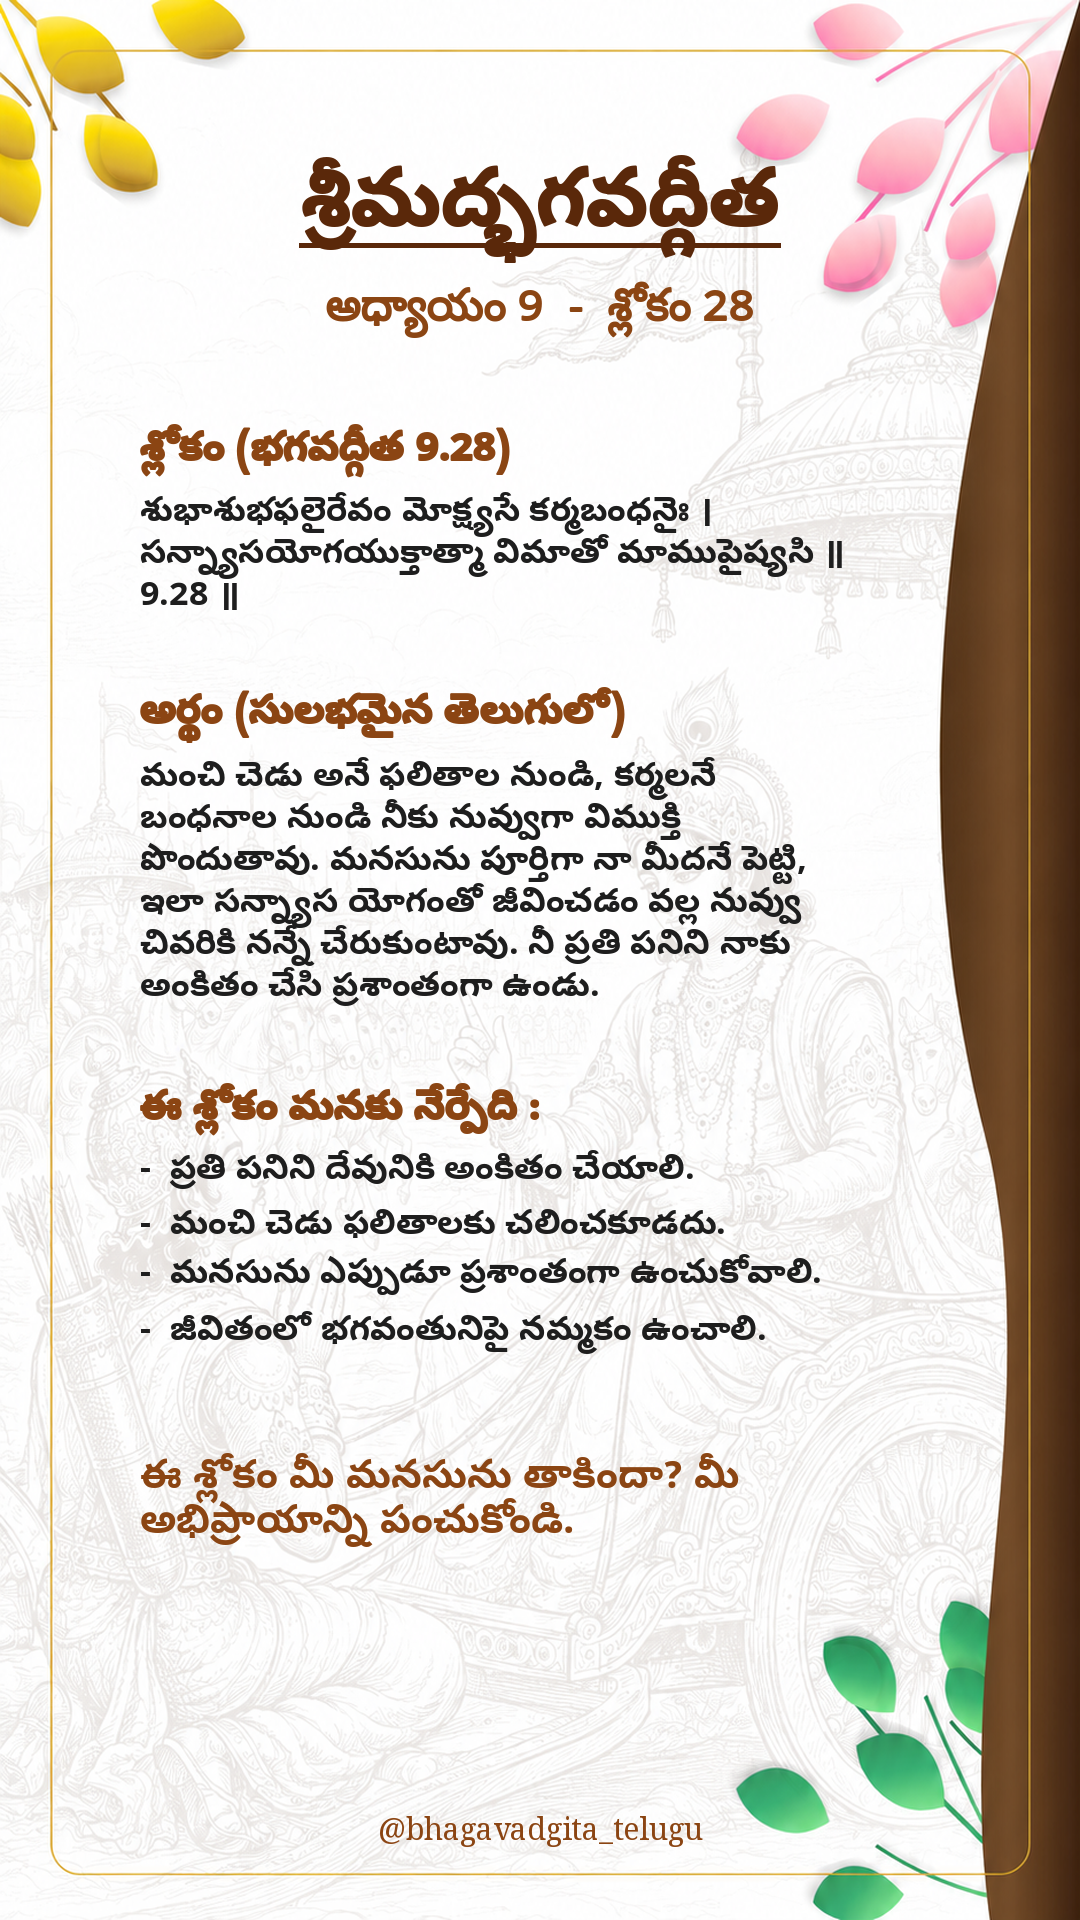 శ్రీమద్భగవద్గీత
అధ్యాయం 9 - శ్లోకం 28
శ్లోకం (భగవద్గీత 9.28)
శుభాశుభఫలైరేవం మోక్ష్యసే కర్మబంధనైః |
సన్న్యాసయోగయుక్తాత్మా విమాతో మాముపైష్యసి ||
9.28 ||
అర్థం (సులభమైన తెలుగులో)
మంచి చెడు అనే ఫలితాల నుండి, కర్మలనే
బంధనాల నుండి నీకు నువ్వుగా విముక్తి
పొందుతావు. మనసును పూర్తిగా నా మీదనే పెట్టి,
ఇలా సన్న్యాస యోగంతో జీవించడం వల్ల నువ్వు
చివరికి నన్నే చేరుకుంటావు. నీ ప్రతి పనిని నాకు
అంకితం చేసి ప్రశాంతంగా ఉండు.
ఈ శ్లోకం మనకు నేర్పేది :
- ప్రతి పనిని దేవునికి అంకితం చేయాలి.
- మంచి చెడు ఫలితాలకు చలించకూడదు.
- మనసును ఎప్పుడూ ప్రశాంతంగా ఉంచుకోవాలి.
- జీవితంలో భగవంతునిపై నమ్మకం ఉంచాలి.
ఈ శ్లోకం మీ మనసును తాకిందా? మీ
అభిప్రాయాన్ని పంచుకోండి.
@bhagavadgita_telugu